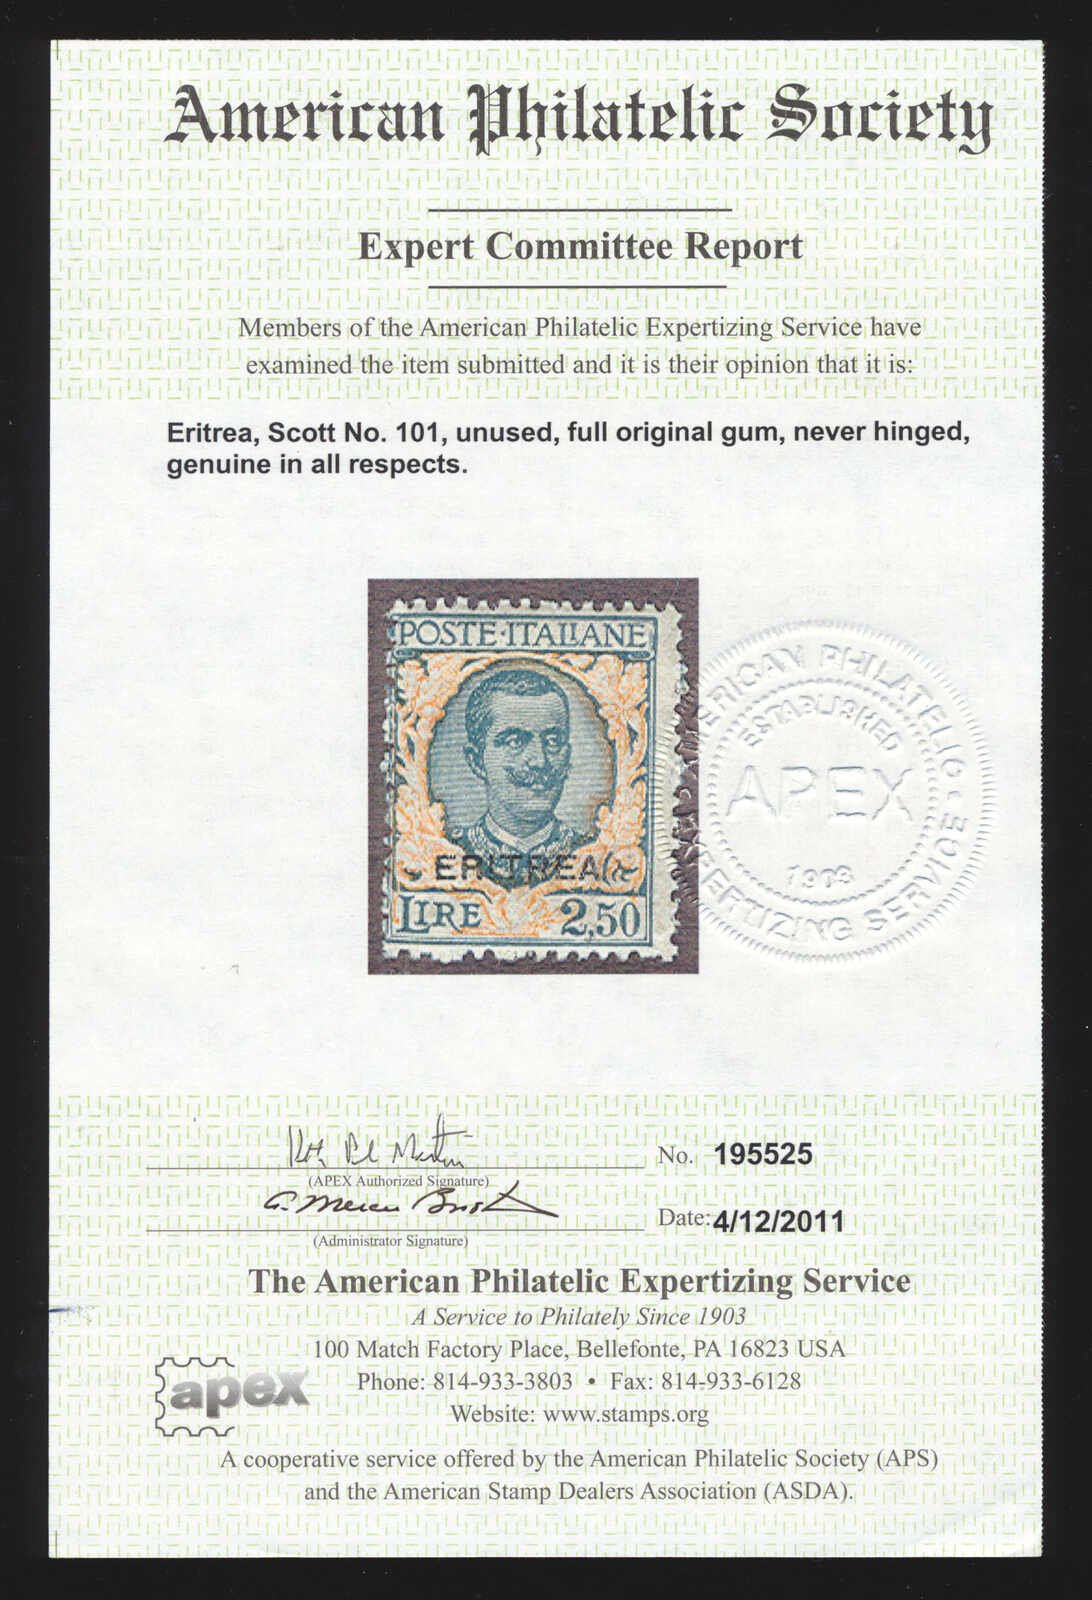 American Philatelic Society
Expert Committee Report
Members of the American Philatelic Expertizing Service have
examined the item submitted and it is their opinion that it is:
Eritrea, Scott No. 101, unused, full original gum, never hinged,
genuine in all respects.
POSTE·ITALIANE
ERITREA
LIRE 2,50
ERICAN PHILATELIC
ESTABLISHED
APEX
1903
PERTIZING SERVICE
No. 195525
(APEX Authorized Signature)
Date: 4/12/2011
(Administrator Signature)
The American Philatelic Expertizing Service
A Service to Philately Since 1903
100 Match Factory Place, Bellefonte, PA 16823 USA
apex
Phone: 814-933-3803 • Fax: 814-933-6128
Website: www.stamps.org
A cooperative service offered by the American Philatelic Society (APS)
and the American Stamp Dealers Association (ASDA).